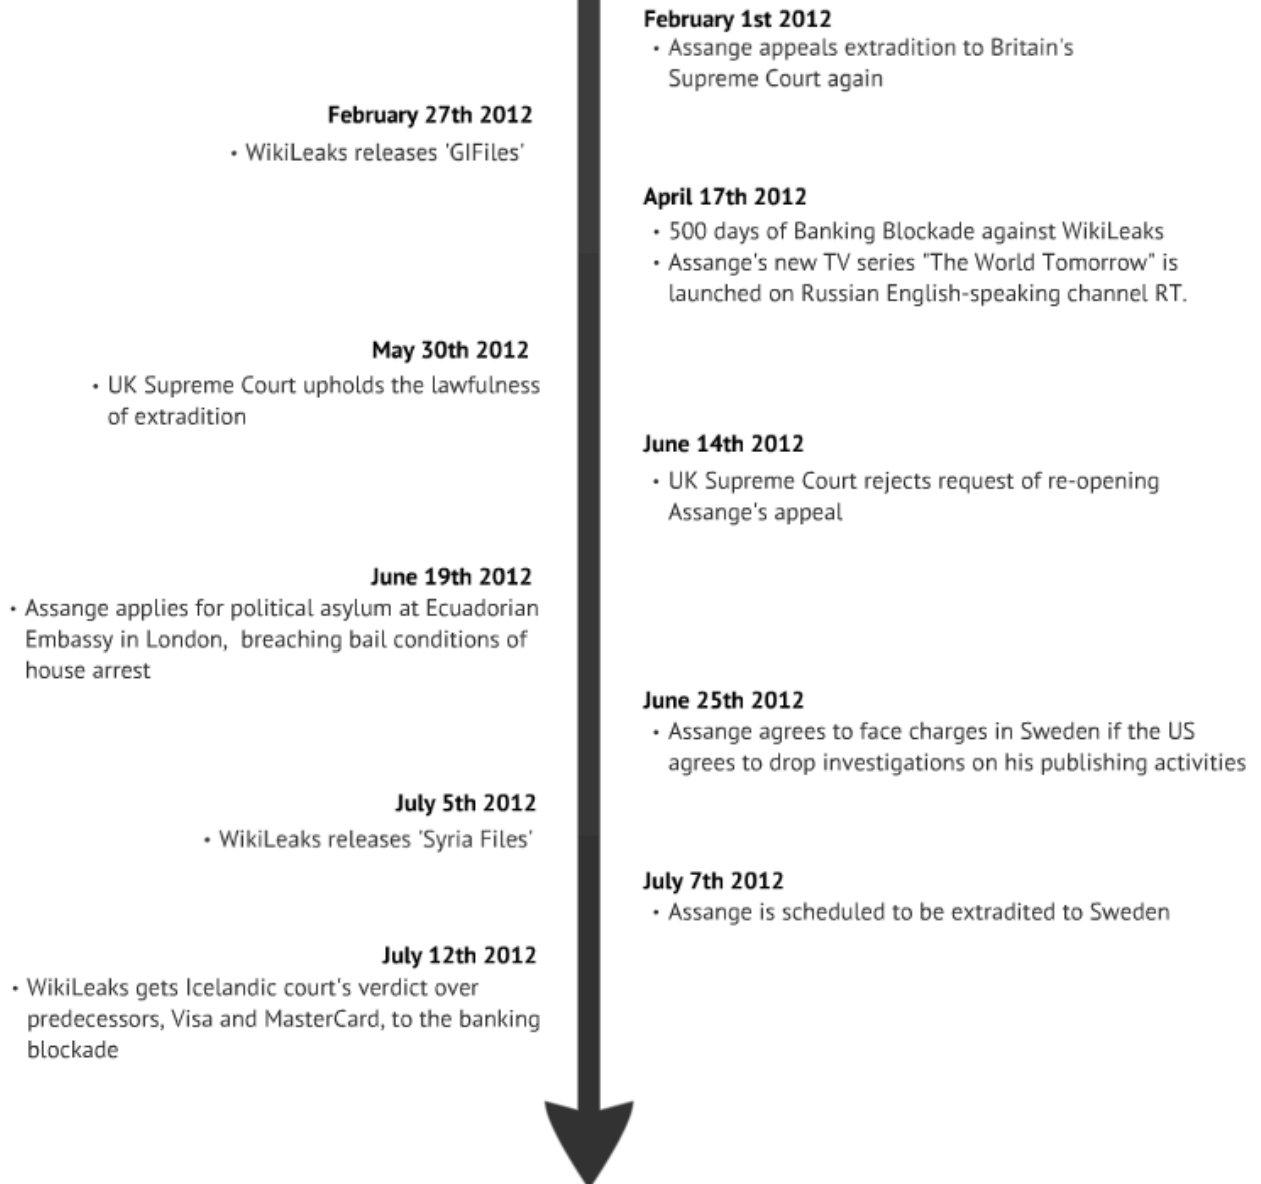 February 1st 2012
• Assange appeals extradition to Britain's
Supreme Court again
February 27th 2012
• WikiLeaks releases 'GIFiles'
April 17th 2012
• 500 days of Banking Blockade against WikiLeaks
• Assange's new TV series "The World Tomorrow" is
launched on Russian English-speaking channel RT.
May 30th 2012
• UK Supreme Court upholds the lawfulness
of extradition
June 14th 2012
• UK Supreme Court rejects request of re-opening
Assange's appeal
June 19th 2012
• Assange applies for political asylum at Ecuadorian
Embassy in London,  breaching bail conditions of
house arrest
June 25th 2012
• Assange agrees to face charges in Sweden if the US
agrees to drop investigations on his publishing activities
July 5th 2012
• WikiLeaks releases 'Syria Files'
July 7th 2012
• Assange is scheduled to be extradited to Sweden
July 12th 2012
• WikiLeaks gets Icelandic court's verdict over
predecessors, Visa and MasterCard, to the banking
blockade